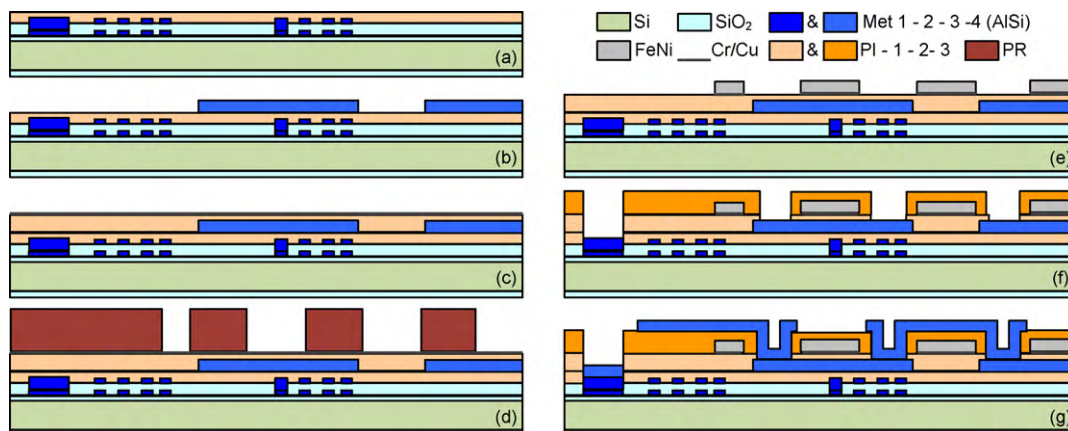 Si SiO₂ & Met 1 - 2 - 3 -4 (AlSi)
FeNi Cr/Cu & PI - 1 - 2- 3 PR
(a)
(b)
(c)
(d)
(e)
(f)
(g)